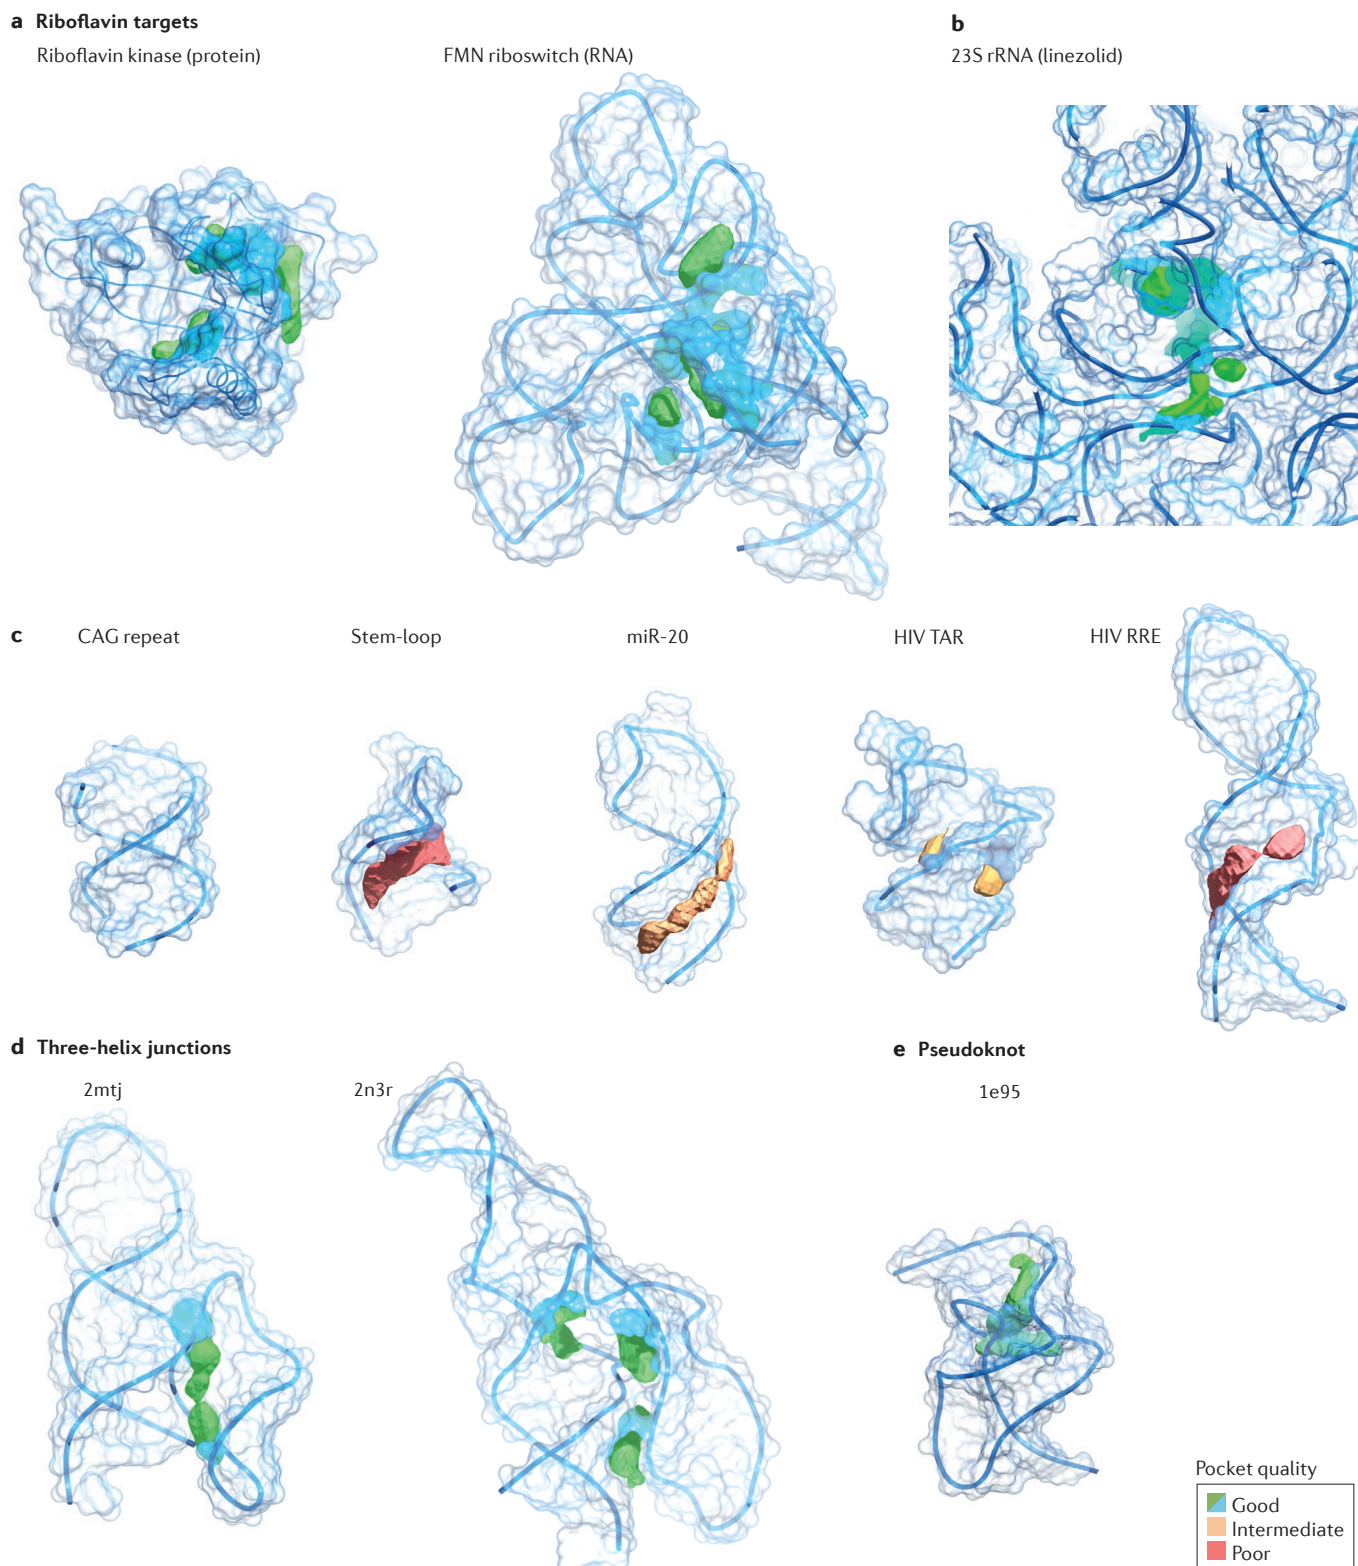 a Riboflavin targets
Riboflavin kinase (protein)
FMN riboswitch (RNA)
b
23S rRNA (linezolid)
c
CAG repeat
Stem-loop
miR-20
HIV TAR
HIV RRE
d Three-helix junctions
2mtj
2n3r
e Pseudoknot
1e95
Pocket quality
Good
Intermediate
Poor